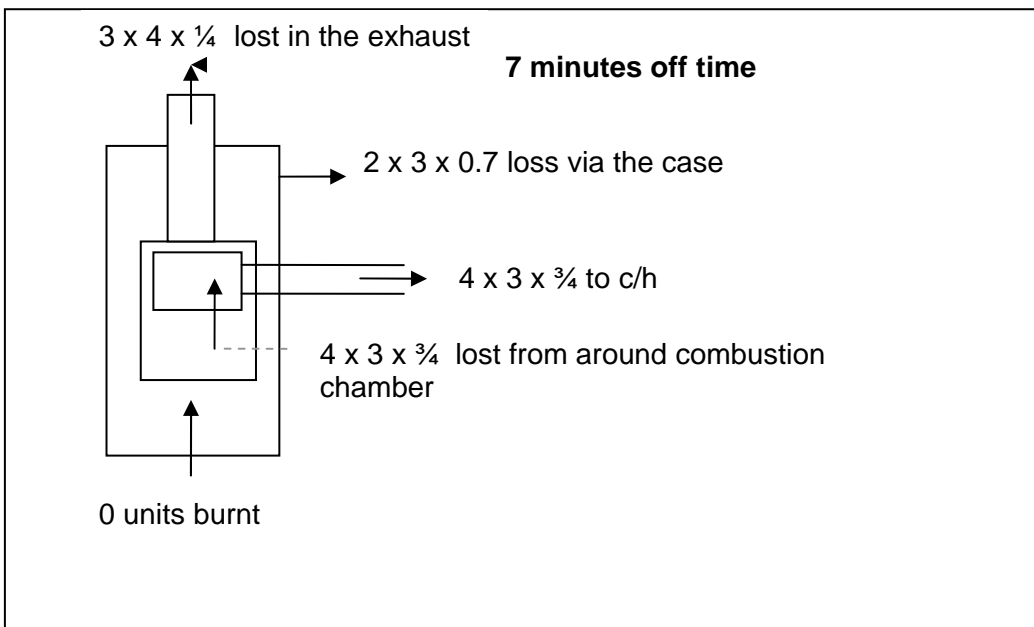 3 x 4 x ¼  lost in the exhaust
7 minutes off time
2 x 3 x 0.7 loss via the case
4 x 3 x ¾ to c/h
4 x 3 x ¾  lost from around combustion
chamber
0 units burnt